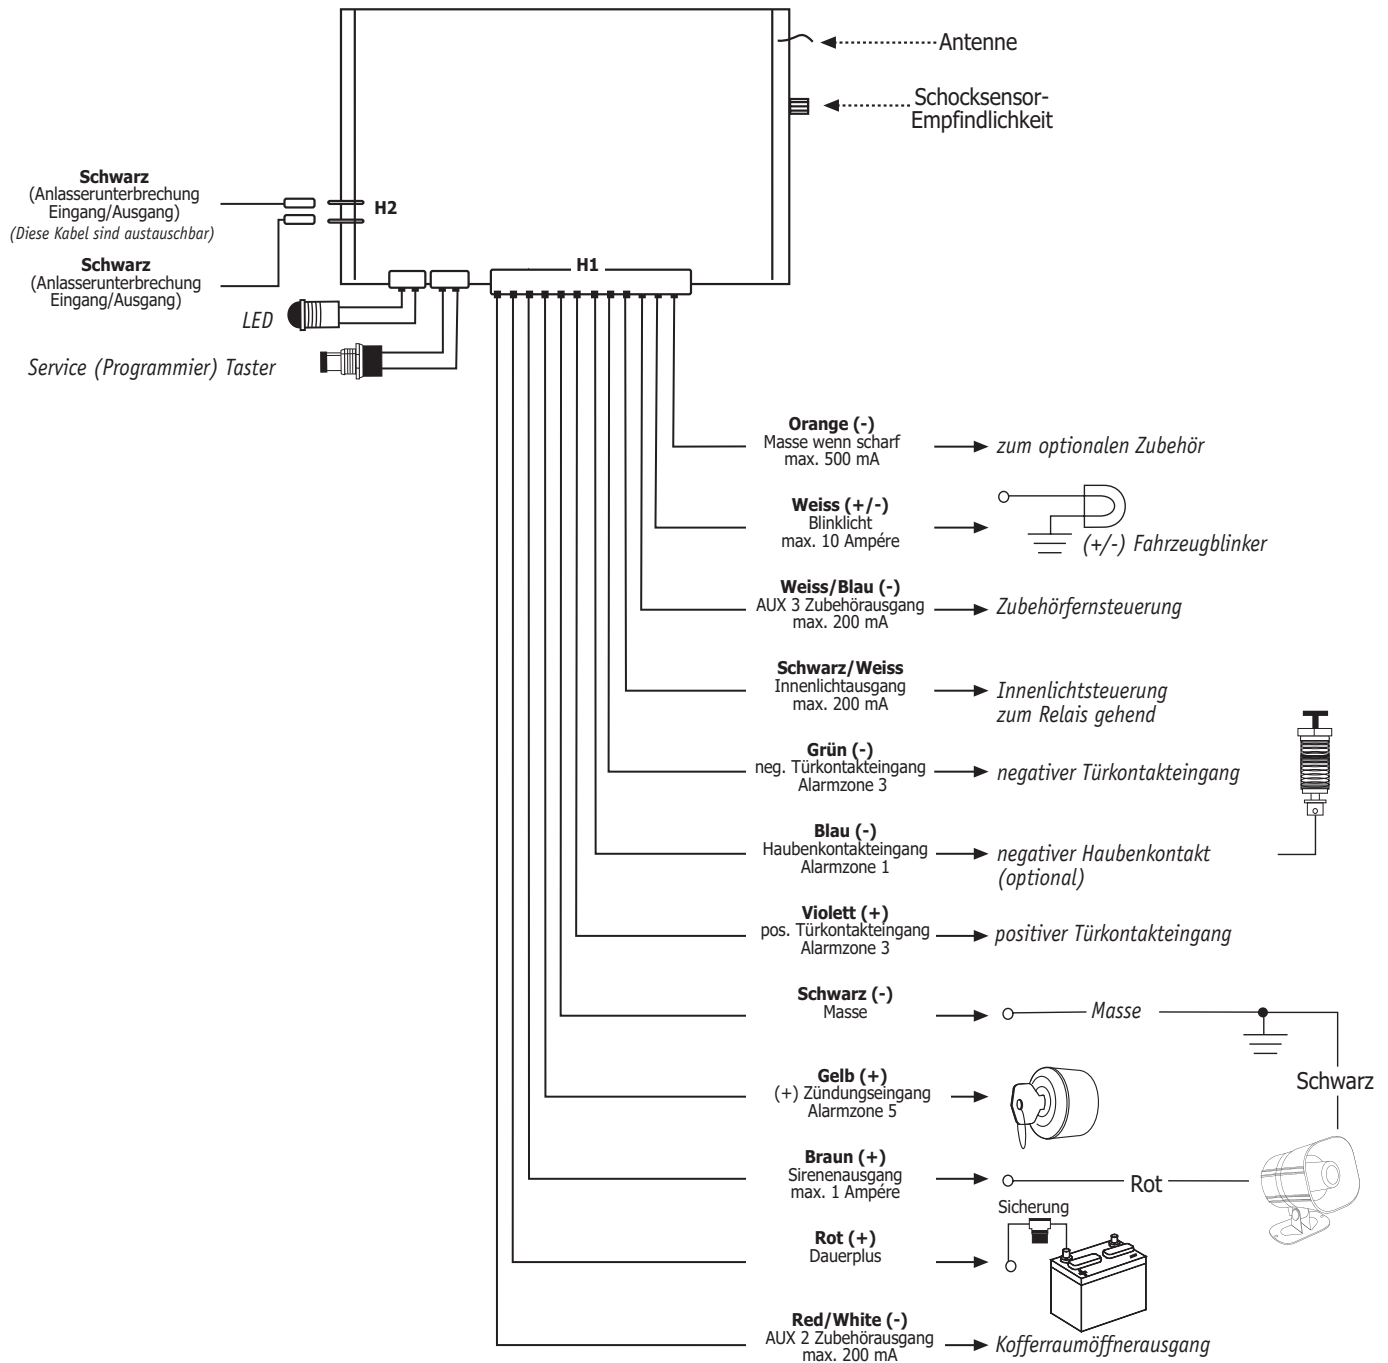 Antenne
Schocksensor-
Empfindlichkeit
Schwarz
(Anlasserunterbrechung
Eingang/Ausgang)
(Diese Kabel sind austauschbar)
H2
Schwarz
(Anlasserunterbrechung
Eingang/Ausgang)
H1
LED
Service (Programmier) Taster
Orange (-)
Masse wenn scharf
max. 500 mA
zum optionalen Zubehör
Weiss (+/-)
Blinklicht
max. 10 Ampére
(+/-) Fahrzeugblinker
Weiss/Blau (-)
AUX 3 Zubehörausgang
max. 200 mA
Zubehörfernsteuerung
Schwarz/Weiss
Innenlichtausgang
max. 200 mA
Innenlichtsteuerung
zum Relais gehend
Grün (-)
neg. Türkontakteingang
Alarmzone 3
negativer Türkontakteingang
Blau (-)
Haubenkontakteingang
Alarmzone 1
negativer Haubenkontakt
(optional)
Violett (+)
pos. Türkontakteingang
Alarmzone 3
positiver Türkontakteingang
Schwarz (-)
Masse
Masse
Schwarz
Gelb (+)
(+) Zündungseingang
Alarmzone 5
Braun (+)
Sirenenausgang
max. 1 Ampére
Rot
Sicherung
Rot (+)
Dauerplus
Red/White (-)
AUX 2 Zubehörausgang
max. 200 mA
Kofferraumöffnerausgang